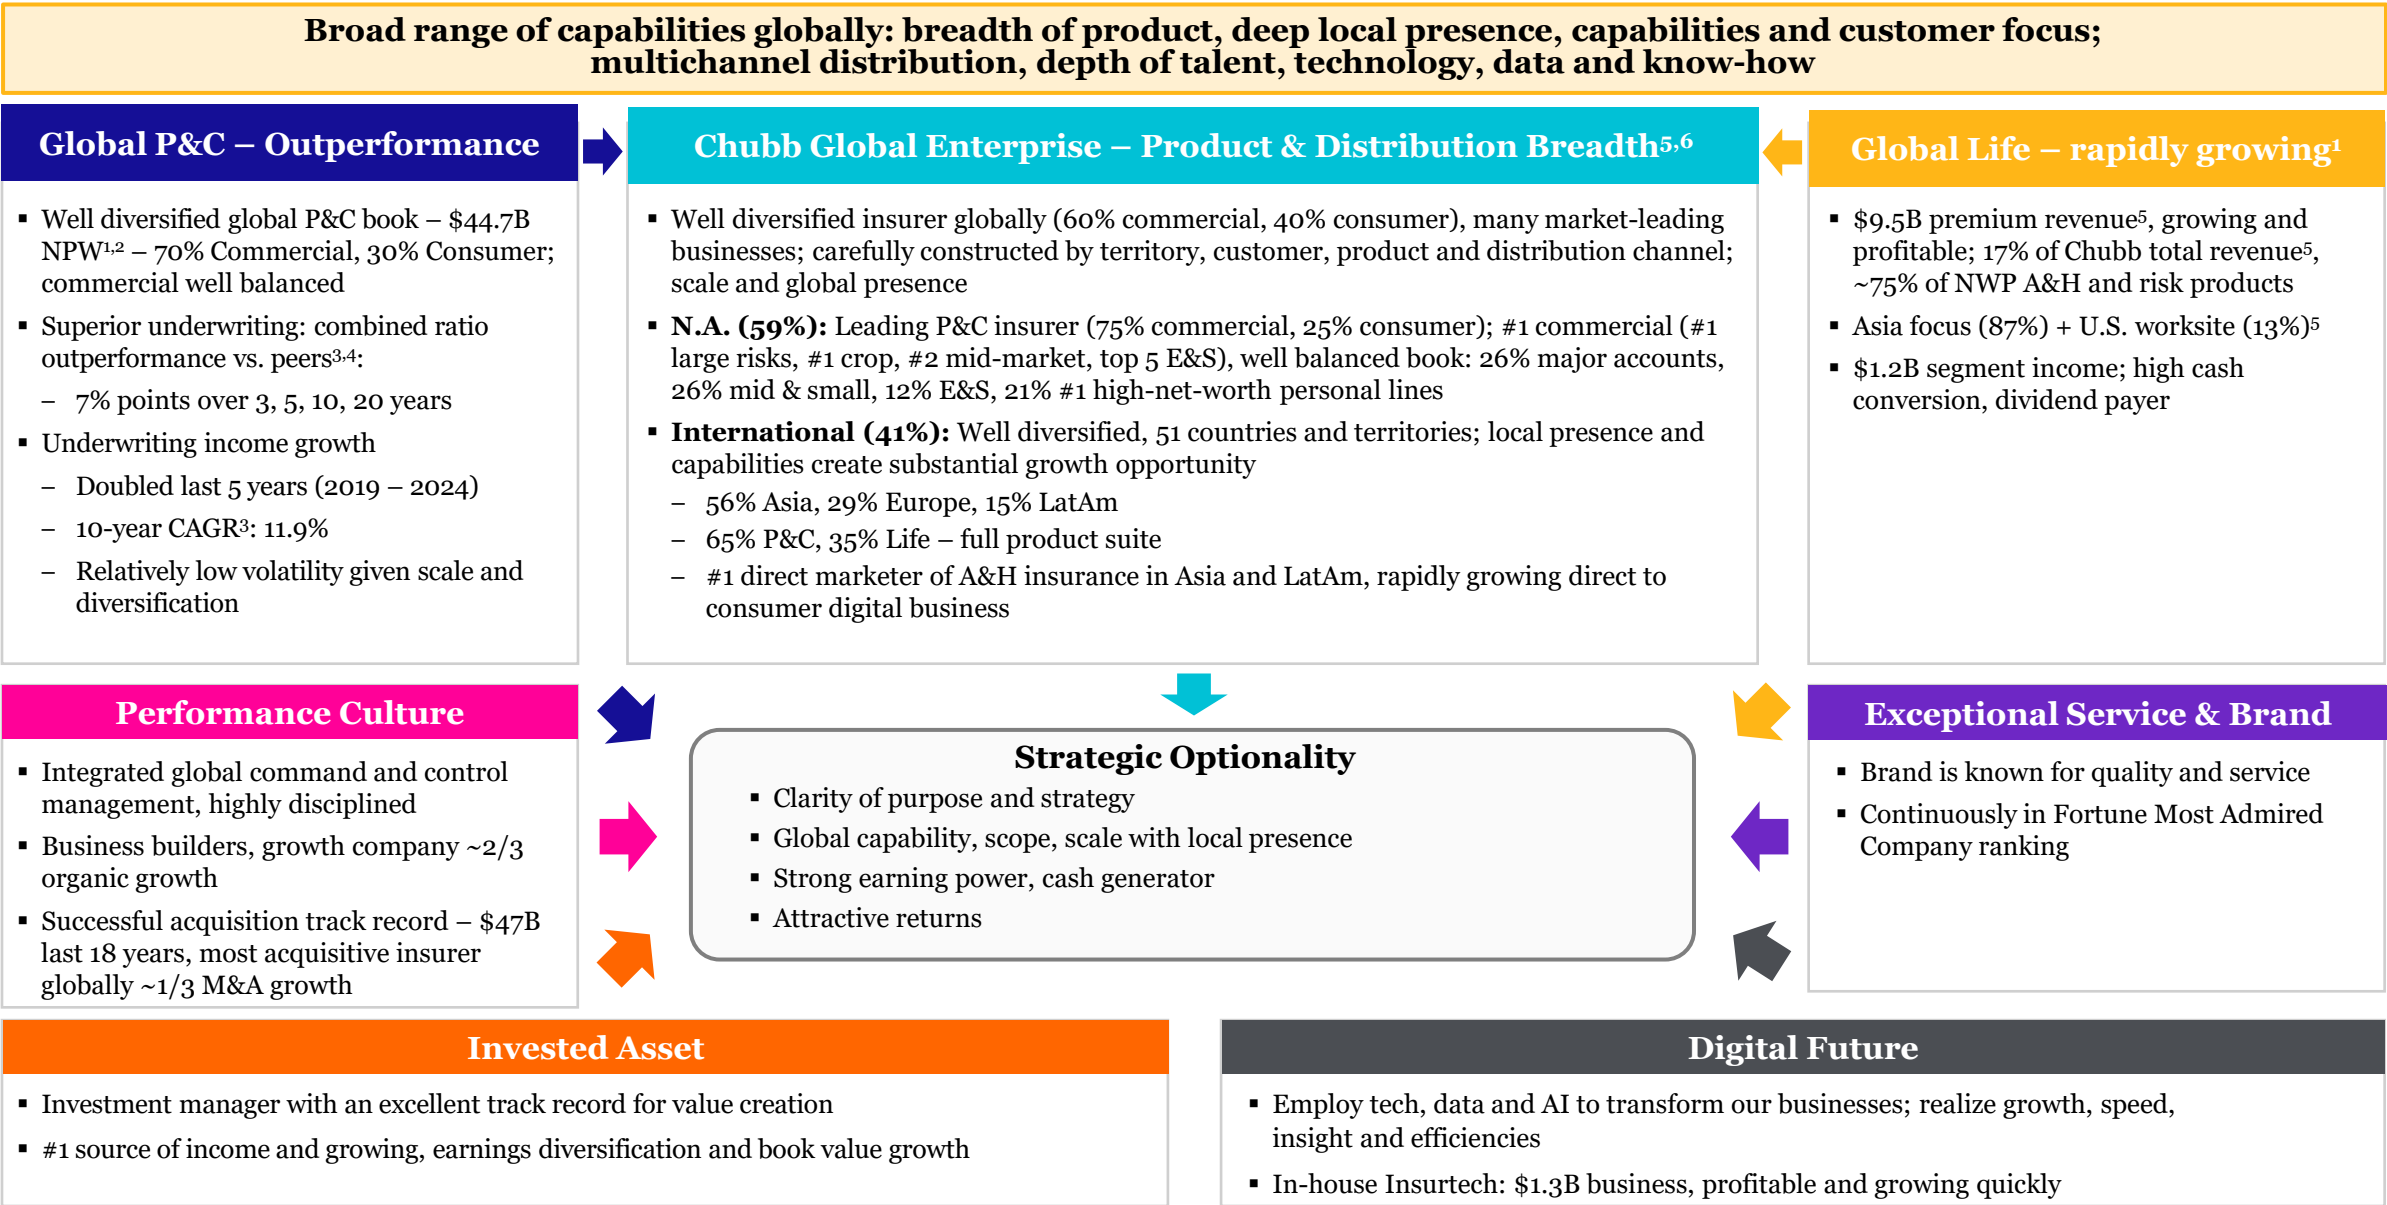 Broad range of capabilities globally: breadth of product, deep local presence, capabilities and customer focus;
multichannel distribution, depth of talent, technology, data and know-how
Global P&C – Outperformance
▪ Well diversified global P&C book – $44.7B
NPW¹,² – 70% Commercial, 30% Consumer;
commercial well balanced
▪ Superior underwriting: combined ratio
outperformance vs. peers³,⁴:
– 7% points over 3, 5, 10, 20 years
▪ Underwriting income growth
– Doubled last 5 years (2019 – 2024)
– 10-year CAGR³: 11.9%
– Relatively low volatility given scale and
diversification
Chubb Global Enterprise – Product & Distribution Breadth⁵,⁶
▪ Well diversified insurer globally (60% commercial, 40% consumer), many market-leading
businesses; carefully constructed by territory, customer, product and distribution channel;
scale and global presence
▪ N.A. (59%): Leading P&C insurer (75% commercial, 25% consumer); #1 commercial (#1
large risks, #1 crop, #2 mid-market, top 5 E&S), well balanced book: 26% major accounts,
26% mid & small, 12% E&S, 21% #1 high-net-worth personal lines
▪ International (41%): Well diversified, 51 countries and territories; local presence and
capabilities create substantial growth opportunity
– 56% Asia, 29% Europe, 15% LatAm
– 65% P&C, 35% Life – full product suite
– #1 direct marketer of A&H insurance in Asia and LatAm, rapidly growing direct to
consumer digital business
Global Life – rapidly growing¹
▪ $9.5B premium revenue⁵, growing and
profitable; 17% of Chubb total revenue⁵,
~75% of NWP A&H and risk products
▪ Asia focus (87%) + U.S. worksite (13%)⁵
▪ $1.2B segment income; high cash
conversion, dividend payer
Performance Culture
▪ Integrated global command and control
management, highly disciplined
▪ Business builders, growth company ~2/3
organic growth
▪ Successful acquisition track record – $47B
last 18 years, most acquisitive insurer
globally ~1/3 M&A growth
Strategic Optionality
▪ Clarity of purpose and strategy
▪ Global capability, scope, scale with local presence
▪ Strong earning power, cash generator
▪ Attractive returns
Exceptional Service & Brand
▪ Brand is known for quality and service
▪ Continuously in Fortune Most Admired
Company ranking
Invested Asset
▪ Investment manager with an excellent track record for value creation
▪ #1 source of income and growing, earnings diversification and book value growth
Digital Future
▪ Employ tech, data and AI to transform our businesses; realize growth, speed,
insight and efficiencies
▪ In-house Insurtech: $1.3B business, profitable and growing quickly